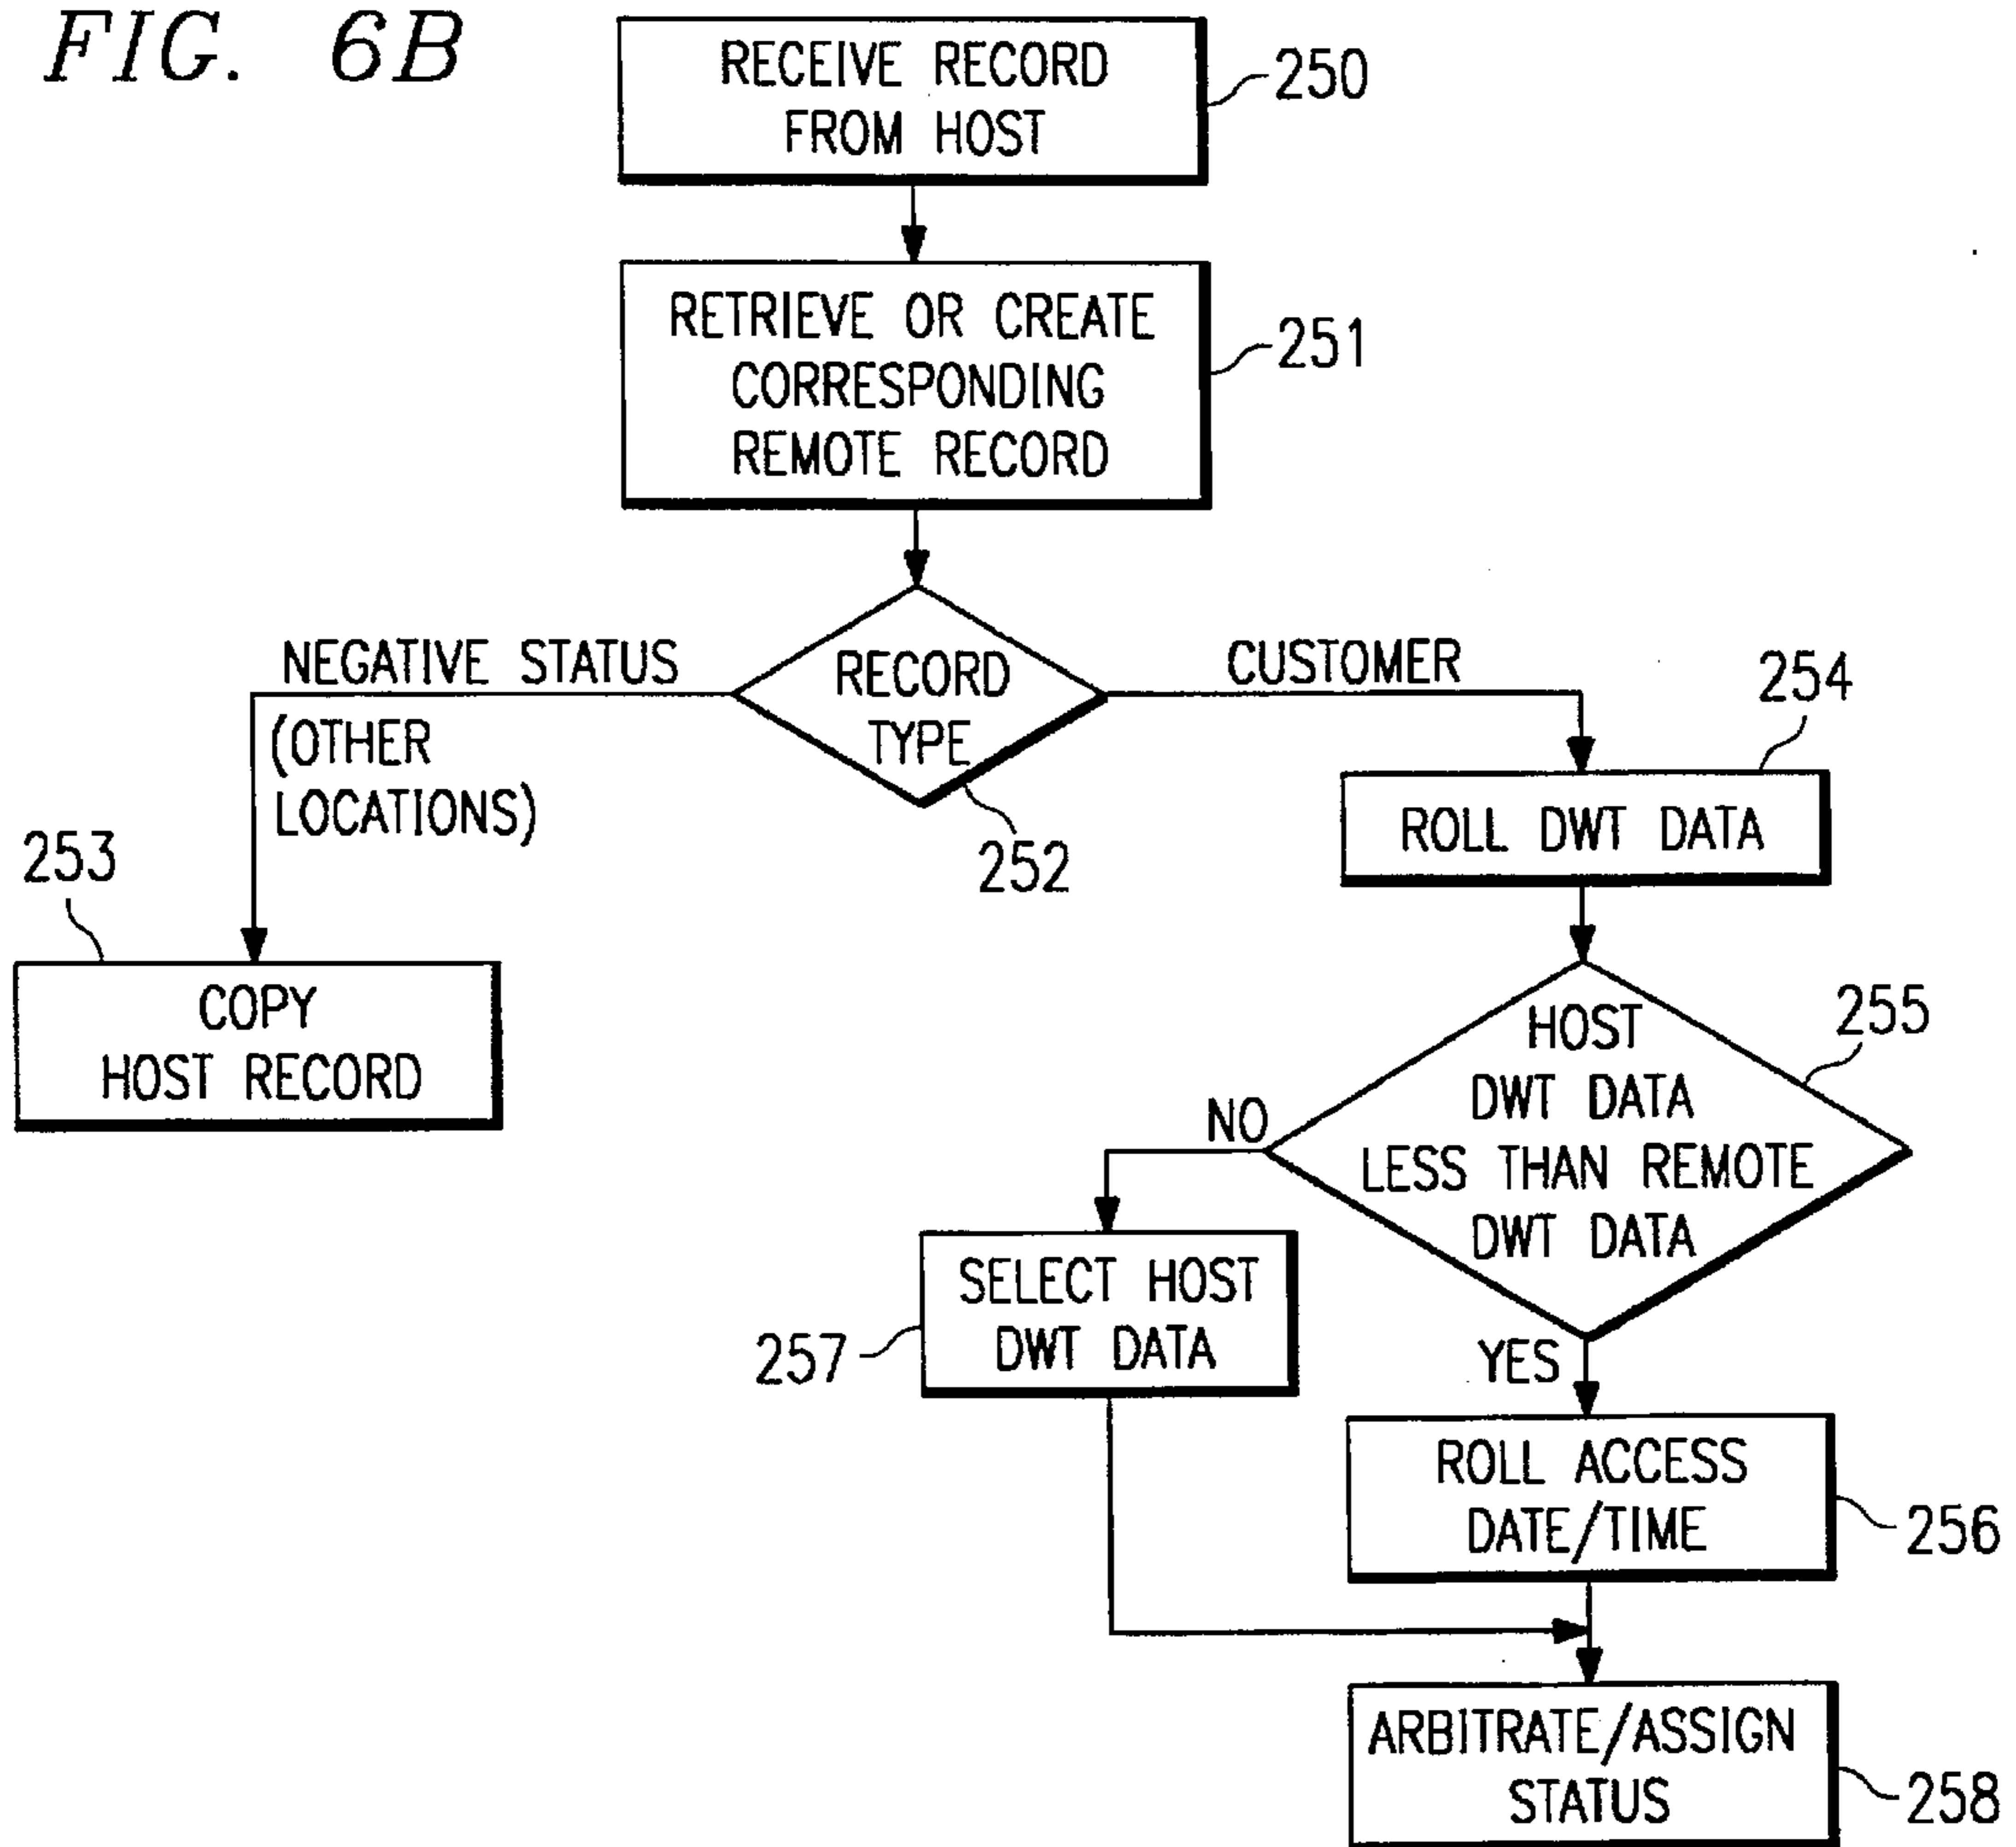 FIG. 6B
RECEIVE RECORD
FROM HOST
250
RETRIEVE OR CREATE
CORRESPONDING
REMOTE RECORD
251
NEGATIVE STATUS
(OTHER
LOCATIONS)
RECORD
TYPE
252
CUSTOMER
253
COPY
HOST RECORD
254
ROLL DWT DATA
HOST
DWT DATA
LESS THAN REMOTE
DWT DATA
255
NO
YES
SELECT HOST
DWT DATA
257
ROLL ACCESS
DATE/TIME
256
ARBITRATE/ASSIGN
STATUS
258